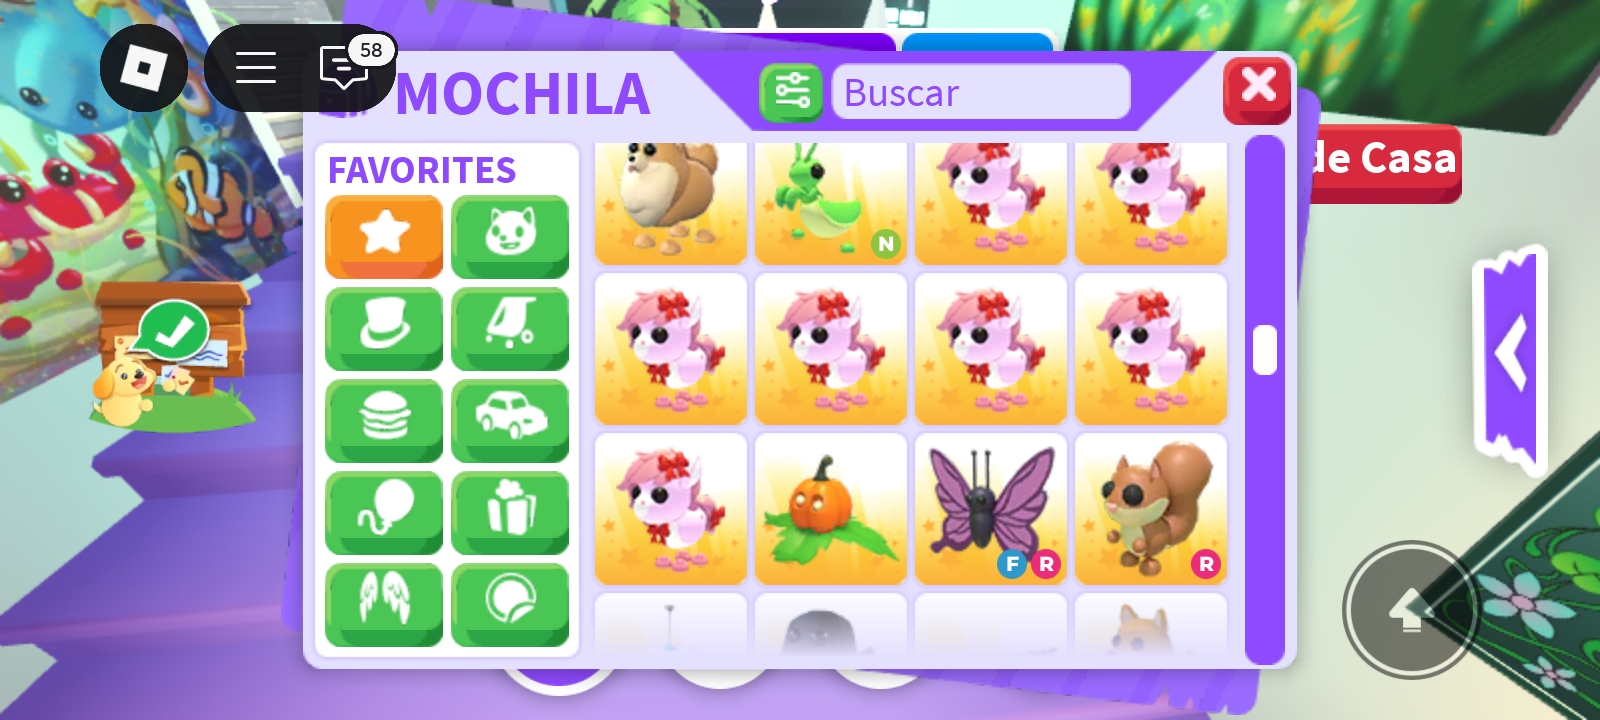 58
MOCHILA
Buscar
FAVORITES
de Casa
N
F R
R